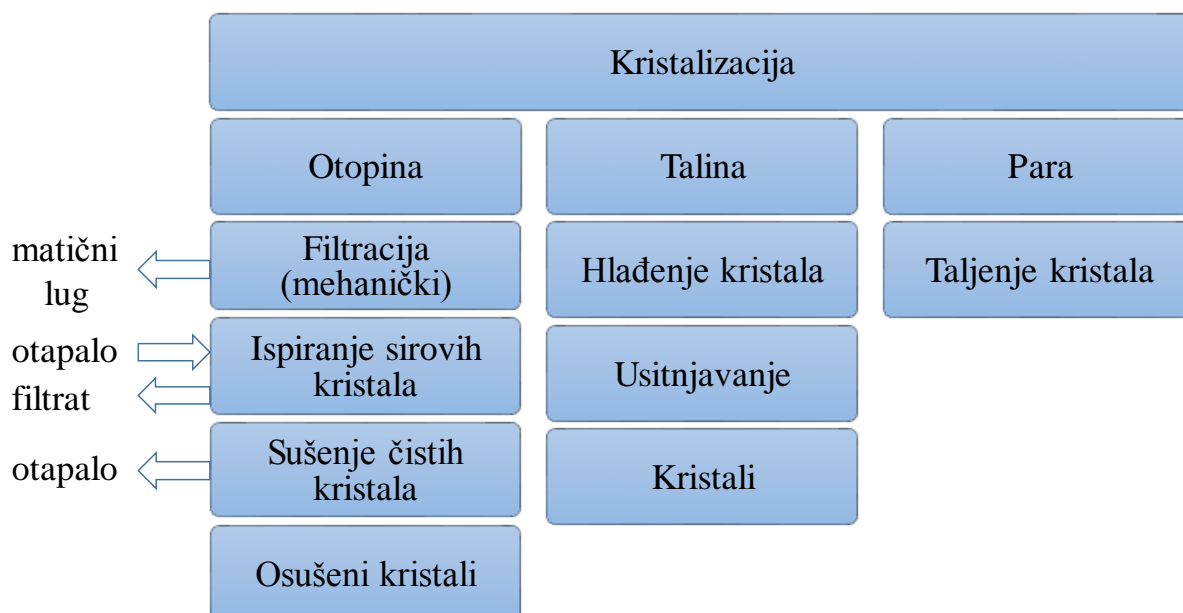 Kristalizacija
Otopina
Talina
Para
matični
lug
Filtracija
(mehanički)
Hlađenje kristala
Taljenje kristala
otapalo
filtrat
Ispiranje sirovih
kristala
Usitnjavanje
otapalo
Sušenje čistih
kristala
Kristali
Osušeni kristali